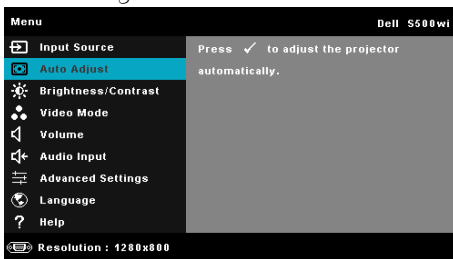 Menu
Dell S500wi
Input Source
Auto Adjust
Brightness/Contrast
Video Mode
Volume
Audio Input
Advanced Settings
Language
? Help
Press ✓ to adjust the projector
automatically.
Resolution : 1280x800